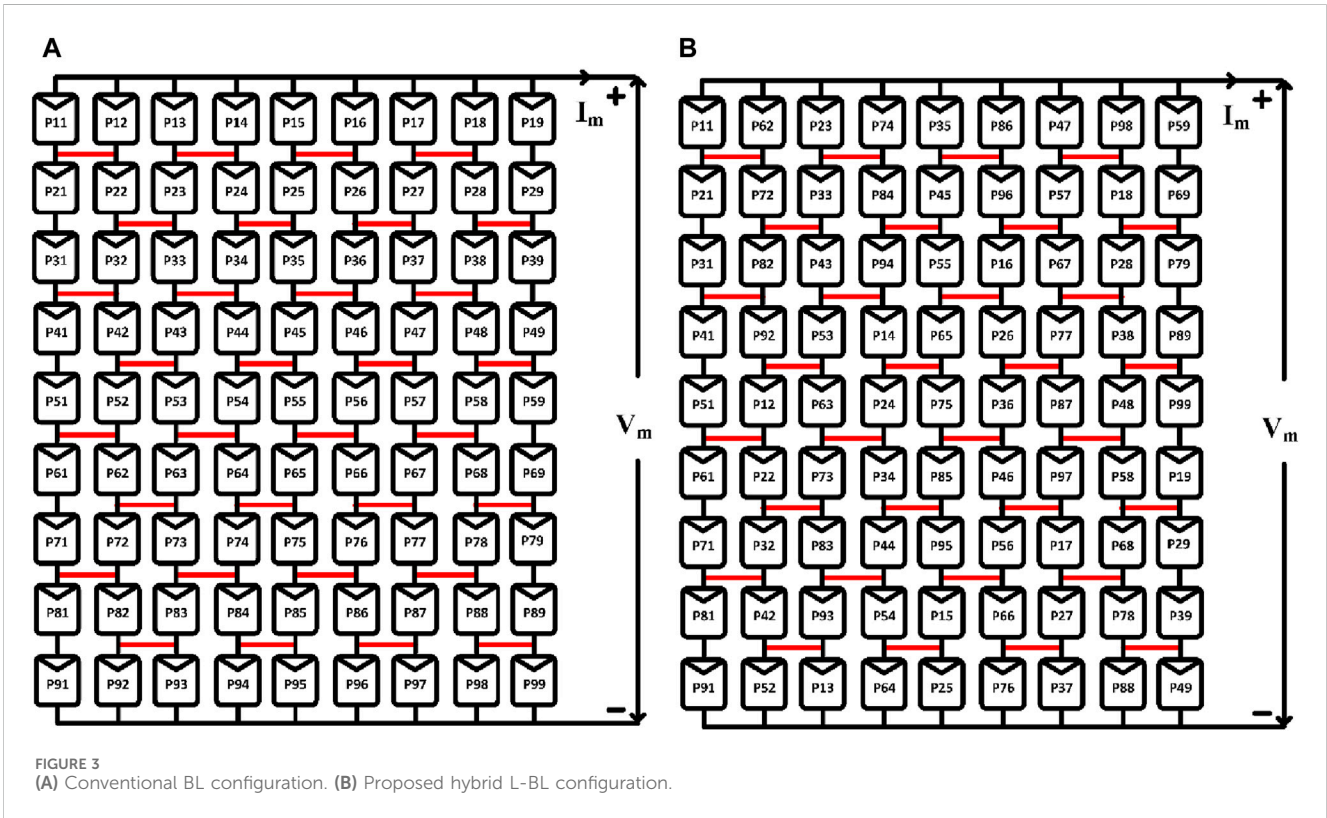 A
B
P11 P12 P13 P14 P15 P16 P17 P18 P19
P21 P22 P23 P24 P25 P26 P27 P28 P29
P31 P32 P33 P34 P35 P36 P37 P38 P39
P41 P42 P43 P44 P45 P46 P47 P48 P49
P51 P52 P53 P54 P55 P56 P57 P58 P59
P61 P62 P63 P64 P65 P66 P67 P68 P69
P71 P72 P73 P74 P75 P76 P77 P78 P79
P81 P82 P83 P84 P85 P86 P87 P88 P89
P91 P92 P93 P94 P95 P96 P97 P98 P99
Im
+
Vm
–
P11 P62 P23 P74 P35 P86 P47 P98 P59
P21 P72 P33 P84 P45 P96 P57 P18 P69
P31 P82 P43 P94 P55 P16 P67 P28 P79
P41 P92 P53 P14 P65 P26 P77 P38 P89
P51 P12 P63 P24 P75 P36 P87 P48 P99
P61 P22 P73 P34 P85 P46 P97 P58 P19
P71 P32 P83 P44 P95 P56 P17 P68 P29
P81 P42 P93 P54 P15 P66 P27 P78 P39
P91 P52 P13 P64 P25 P76 P37 P88 P49
Im
+
Vm
–
FIGURE 3
(A) Conventional BL configuration. (B) Proposed hybrid L-BL configuration.